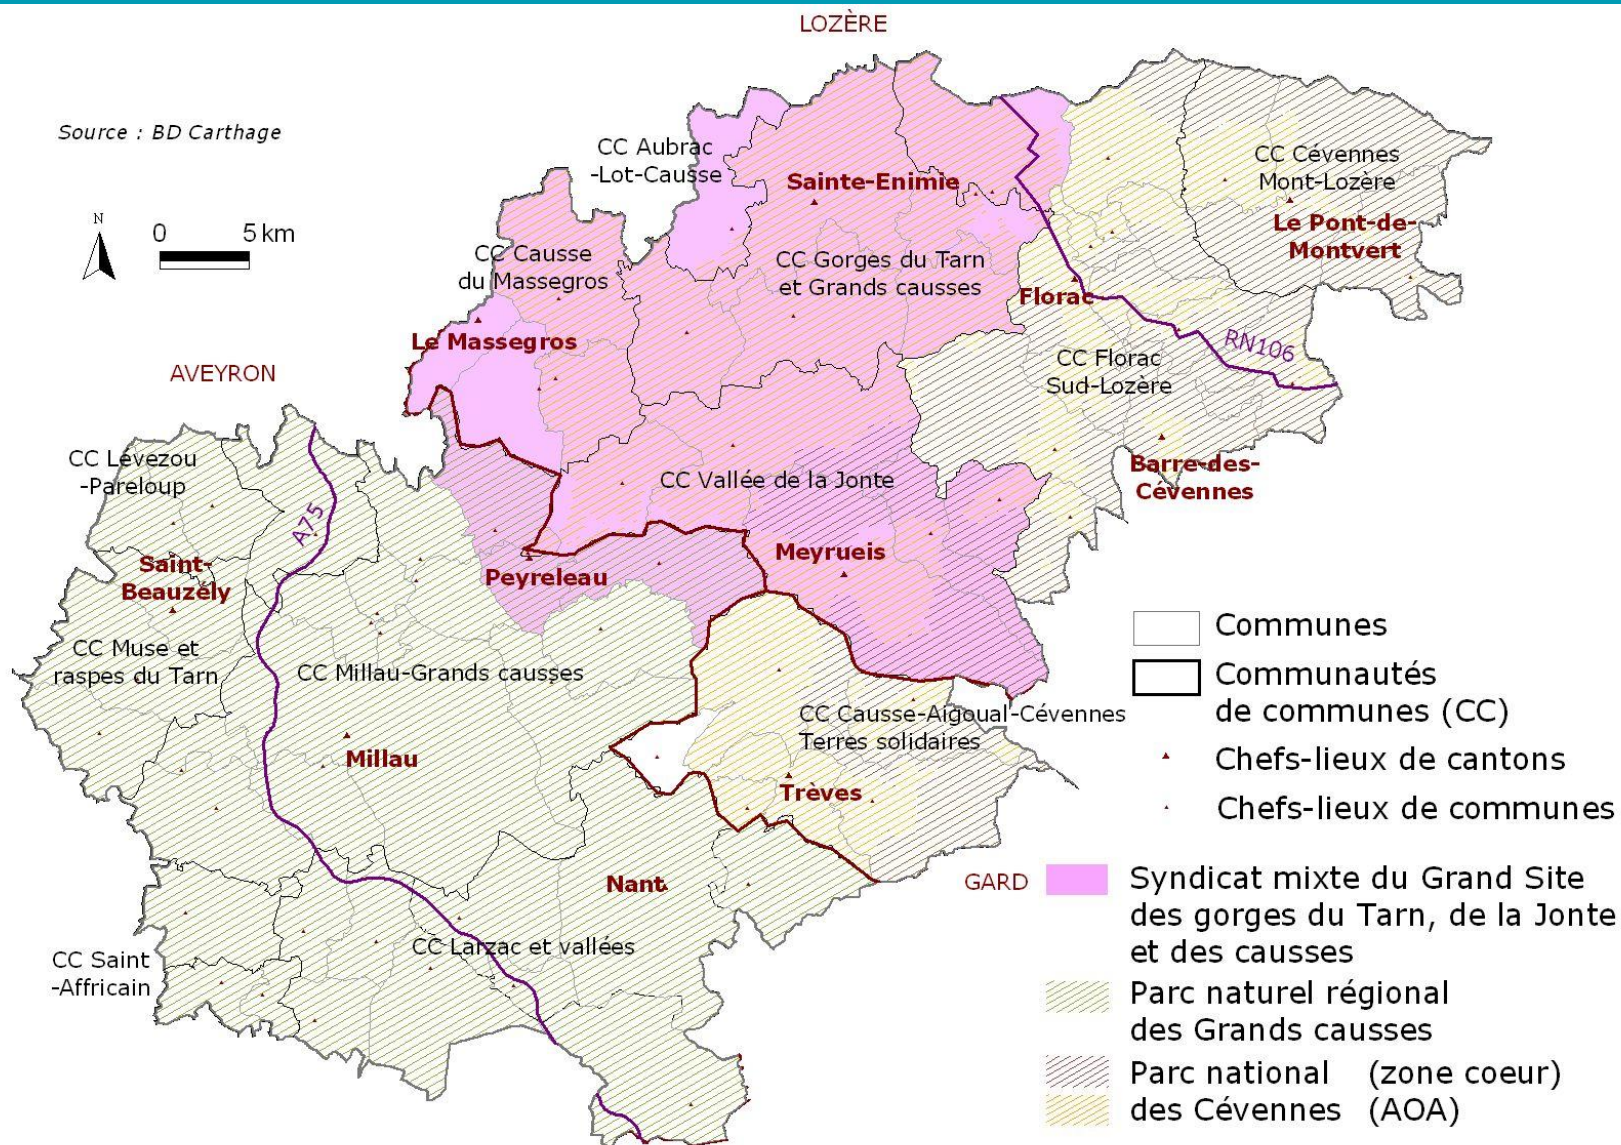 LOZÈRE
Source : BD Carthage
CC Aubrac
-Lot-Causse
Sainte-Enimie
CC Cévennes
Mont-Lozère
Le Pont-de-
Montvert
N
0 5 km
CC Causse
du Massegros
CC Gorges du Tarn
et Grands causses
Florac
Le Massegros
RN106
CC Florac
Sud-Lozère
AVEYRON
CC Lévezou
-Pareloup
CC Vallée de la Jonte
Barre-des-
Cévennes
A75
Saint-
Beauzély
Peyreleau
Meyrueis
CC Muse et
raspes du Tarn
CC Millau-Grands causses
CC Causse-Aigoual-Cévennes
Terres solidaires
Millau
Trèves
Nant
GARD
CC Larzac et vallées
CC Saint
-Affricain
Communes
Communautés
de communes (CC)
Chefs-lieux de cantons
Chefs-lieux de communes
Syndicat mixte du Grand Site
des gorges du Tarn, de la Jonte
et des causses
Parc naturel régional
des Grands causses
Parc national (zone coeur)
des Cévennes (AOA)